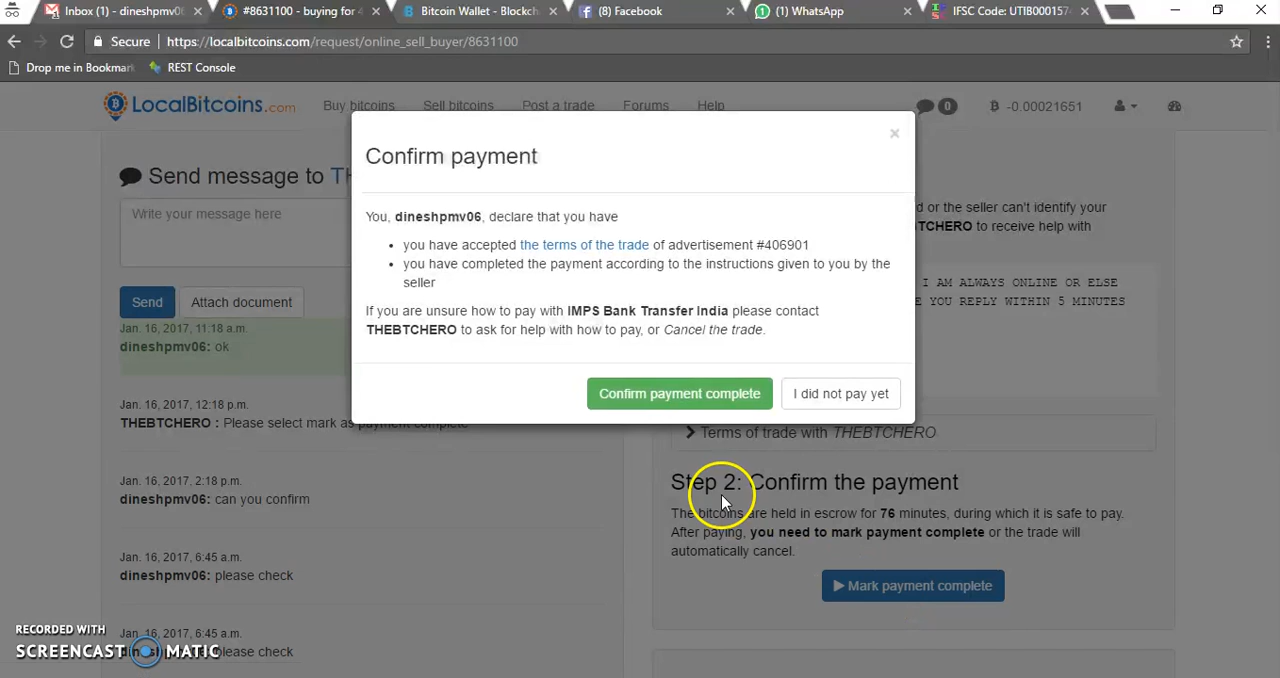 Inbox (1) - dineshpmv0
#8631100 - buying for
Bitcoin Wallet - Blockch
(8) Facebook
(1) WhatsApp
IFSC Code: UTIB000157
Secure
https://localbitcoins.com/request/online_sell_buyer/8631100
Drop me in Bookmar
REST Console
LocalBitcoins.com
Buy bitcoins
Sell bitcoins
Post a trade
Forums
Help
0
-0.00021651
Send message to
Write your message here
Send
Attach document
Jan. 16, 2017, 11:18 a.m.
dineshpmv06: ok
Jan. 16, 2017, 12:18 p.m.
THEBTCHERO : Please select mark as payment complete
Jan. 16, 2017, 2:18 p.m.
dineshpmv06: can you confirm
Jan. 16, 2017, 6:45 a.m.
dineshpmv06: please check
Jan. 16, 2017, 6:45 a.m.
please check
Confirm payment
×
You, dineshpmv06, declare that you have
• you have accepted the terms of the trade of advertisement #406901
• you have completed the payment according to the instructions given to you by the
seller
If you are unsure how to pay with IMPS Bank Transfer India please contact
THEBTCHERO to ask for help with how to pay, or Cancel the trade.
Confirm payment complete
I did not pay yet
d or the seller can't identify your
BTCHERO to receive help with
I AM ALWAYS ONLINE OR ELSE
E YOU REPLY WITHIN 5 MINUTES
Terms of trade with THEBTCHERO
Step 2: Confirm the payment
The bitcoins are held in escrow for 76 minutes, during which it is safe to pay.
After paying, you need to mark payment complete or the trade will
automatically cancel.
Mark payment complete
RECORDED WITH
SCREENCAST MATIC